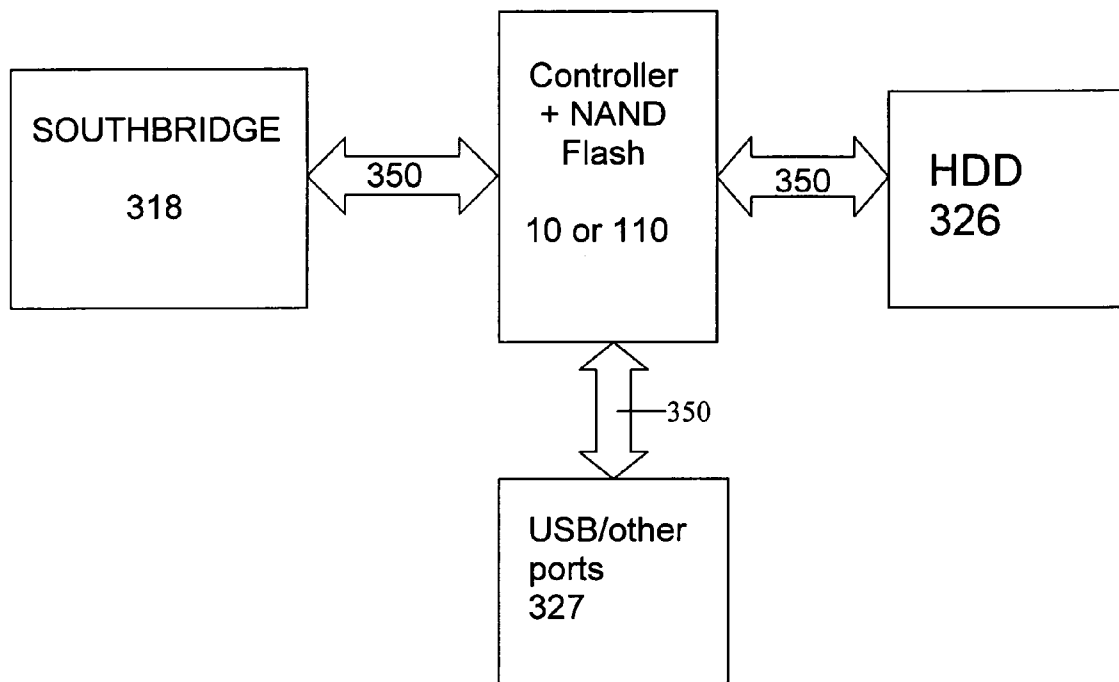 SOUTHBRIDGE
318
350
Controller
+ NAND
Flash
10 or 110
350
HDD
326
350
USB/other
ports
327